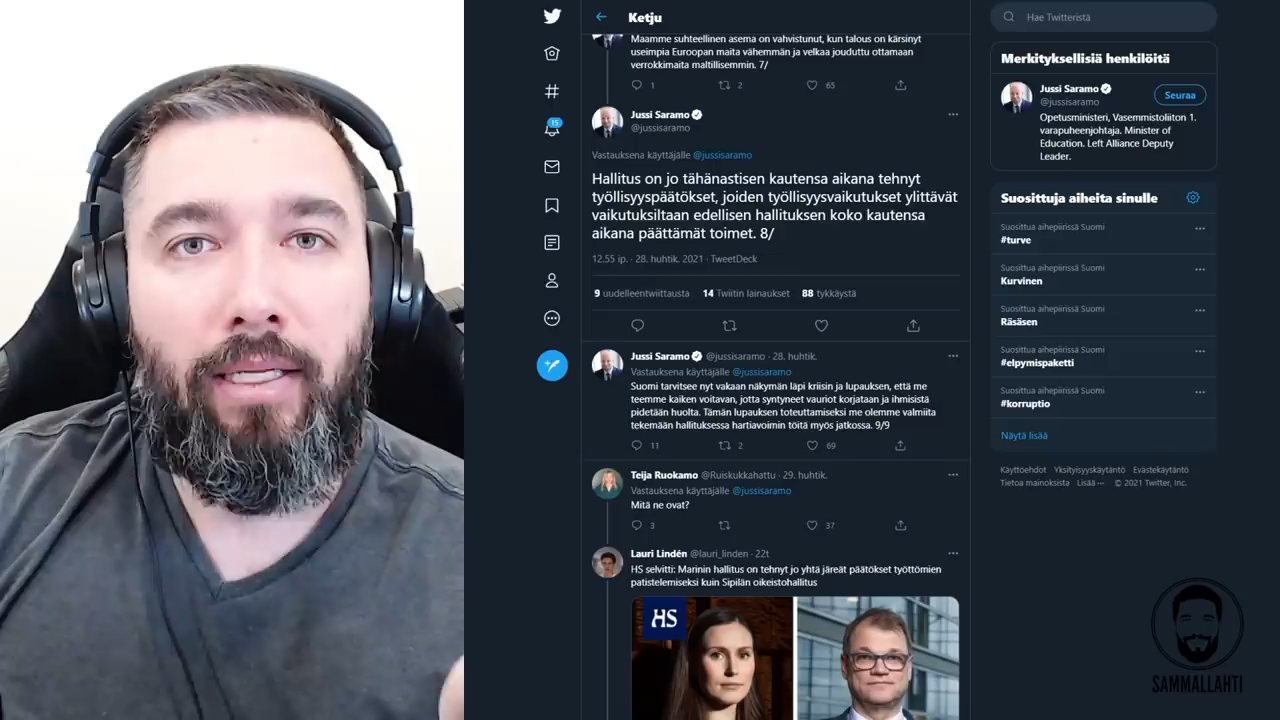 Ketju
Hae Twitteristä
Maamme suhteellinen asema on vahvistunut, kun talous on kärsinyt
useimpia Euroopan maita vähemmän ja velkaa jouduttu ottamaan
verrokkimaita maltillisemmin. 7/
1 2 65
Jussi Saramo
@jussisaramo
Vastauksena käyttäjälle @jussisaramo
Hallitus on jo tähänastisen kautensa aikana tehnyt
työllisyyspäätökset, joiden työllisyysvaikutukset ylittävät
vaikutuksiltaan edellisen hallituksen koko kautensa
aikana päättämät toimet. 8/
12.55 ip. · 28. huhtik. 2021 · TweetDeck
9 uudelleentwiittausta 14 Twiitin lainaukset 88 tykkäystä
Jussi Saramo @jussisaramo · 28. huhtik.
Vastauksena käyttäjälle @jussisaramo
Suomi tarvitsee nyt vakaan näkymän läpi kriisin ja lupauksen, että me
teemme kaiken voitavan, jotta syntyneet vauriot korjataan ja ihmisistä
pidetään huolta. Tämän lupauksen toteuttamiseksi me olemme valmiita
tekemään hallituksessa hartiavoimin töitä myös jatkossa. 9/9
11 2 69
Teija Ruokamo @Ruiskukkahattu · 29. huhtik.
Vastauksena käyttäjälle @jussisaramo
Mitä ne ovat?
3 37
Lauri Lindén @lauri_linden · 22t
HS selvitti: Marinin hallitus on tehnyt jo yhtä järeät päätökset työttömien
patistelemiseksi kuin Sipilän oikeistohallitus
HS
15
Merkityksellisiä henkilöitä
Jussi Saramo
@jussisaramo
Seuraa
Opetusministeri, Vasemmistoliiton 1.
varapuheenjohtaja. Minister of
Education. Left Alliance Deputy
Leader.
Suosittuja aiheita sinulle
Suosittua aihepiirissä Suomi
#turve
Suosittua aihepiirissä Suomi
Kurvinen
Suosittua aihepiirissä Suomi
Räsäsen
Suosittua aihepiirissä Suomi
#elpymispaketti
Suosittua aihepiirissä Suomi
#korruptio
Näytä lisää
Käyttöehdot Yksityisyyskäytäntö Evästekäytäntö
Tietoa mainoksista Lisää ··· © 2021 Twitter, Inc.
SAMMALLAHTI